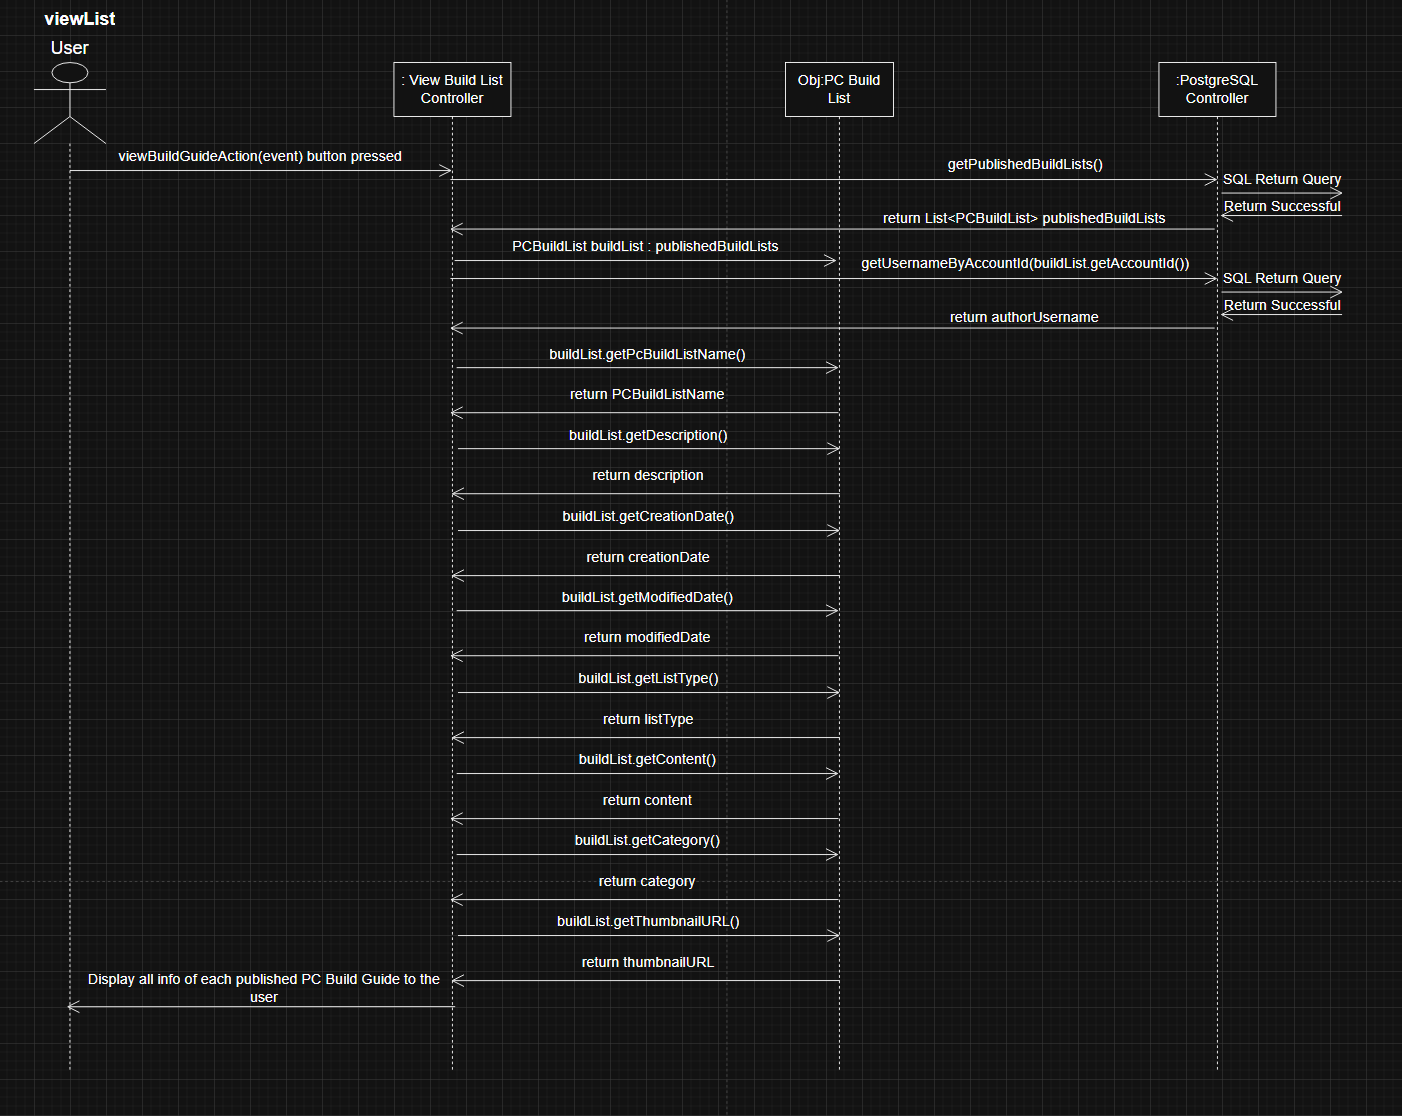 viewList
User
: View Build List
Controller
Obj:PC Build
List
:PostgreSQL
Controller
viewBuildGuideAction(event) button pressed
getPublishedBuildLists()
SQL Return Query
Return Successful
return List<PCBuildList> publishedBuildLists
PCBuildList buildList : publishedBuildLists
getUsernameByAccountId(buildList.getAccountId())
SQL Return Query
Return Successful
return authorUsername
buildList.getPcBuildListName()
return PCBuildListName
buildList.getDescription()
return description
buildList.getCreationDate()
return creationDate
buildList.getModifiedDate()
return modifiedDate
buildList.getListType()
return listType
buildList.getContent()
return content
buildList.getCategory()
return category
buildList.getThumbnailURL()
return thumbnailURL
Display all info of each published PC Build Guide to the
user